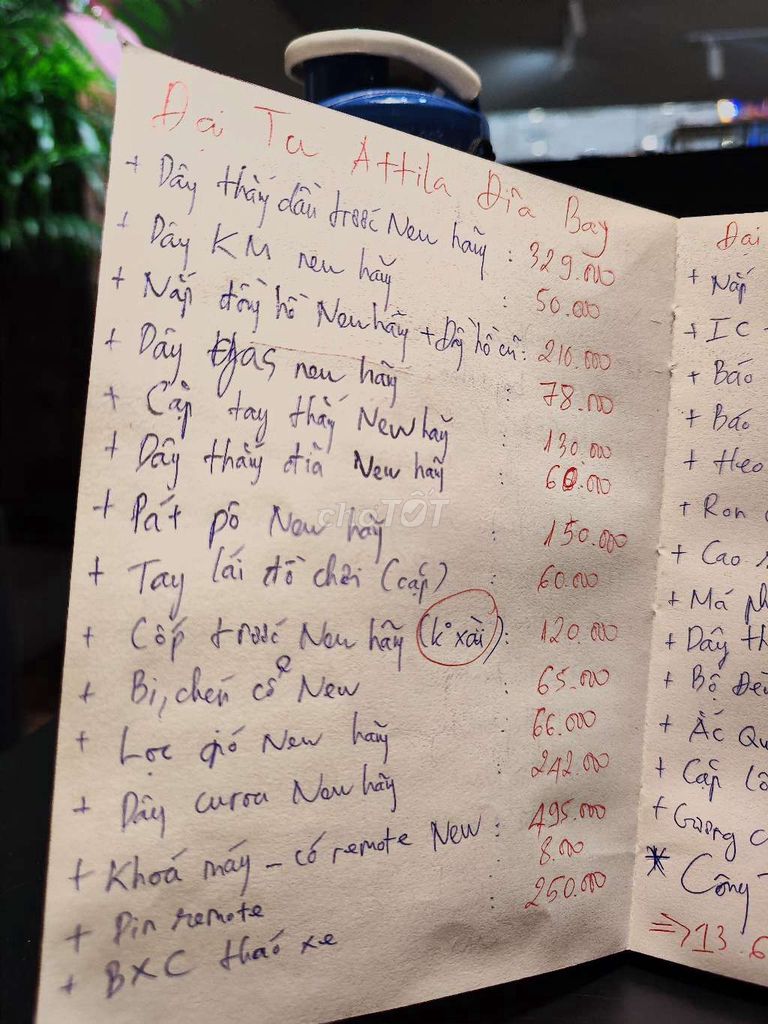 Đại Tu Attila Đĩa Bay
+ Dây thắng dầu trước New hãng : 329.000
+ Dây KM new hãng : 50.000
+ Nắp đồng hồ New hãng + Dây hồ cũ : 210.000
+ Dây gas new hãng : 78.000
+ Cặp tay thắng New hãng : 130.000
+ Dây thắng đĩa New hãng : 60.000
+ Pát pô New hãng : 150.000
+ Tay lái đồ chơi (cặp) : 60.000
+ Cốp trước New hãng (k° xài) : 120.000
+ Bi, chén cổ New : 65.000
+ Lọc gió New hãng : 66.000
+ Dây curoa New hãng : 242.000
+ Khoá máy - có remote New : 495.000
+ Pin remote 8.000
+ BXC tháo xe 250.000
chợTỐT
Đại
+ Nắp
+ IC
+ Báo
+ Báo
+ Heo
+ Ron
+ Cao
+ Má
+ Dây
+ Bộ
+ Ắc
+ Cặp
+ Gương
* Công
=> 13.6